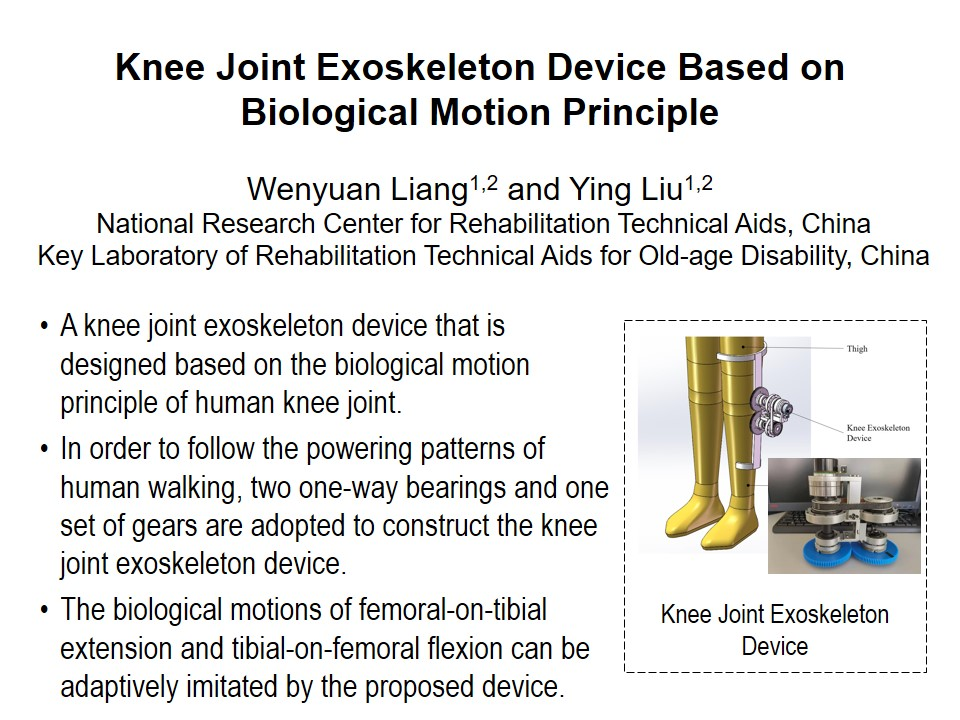 Knee Joint Exoskeleton Device Based on
Biological Motion Principle
Wenyuan Liang1,2 and Ying Liu1,2
National Research Center for Rehabilitation Technical Aids, China
Key Laboratory of Rehabilitation Technical Aids for Old-age Disability, China
• A knee joint exoskeleton device that is
designed based on the biological motion
principle of human knee joint.
• In order to follow the powering patterns of
human walking, two one-way bearings and one
set of gears are adopted to construct the knee
joint exoskeleton device.
• The biological motions of femoral-on-tibial
extension and tibial-on-femoral flexion can be
adaptively imitated by the proposed device.
Thigh
Knee Exoskeleton
Device
Knee Joint Exoskeleton
Device